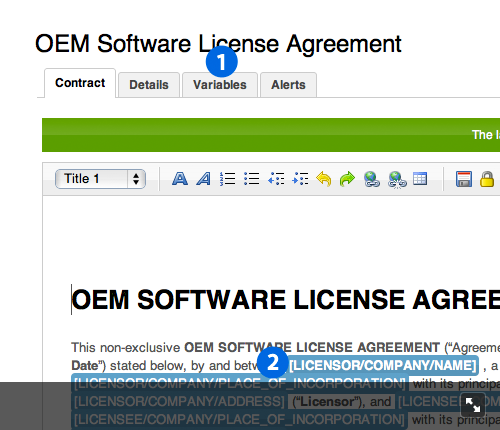 OEM Software License Agreement
1
Contract Details Variables Alerts
The l
Title 1
OEM SOFTWARE LICENSE AGREE
This non-exclusive OEM SOFTWARE LICENSE AGREEMENT ("Agreeme
Date") stated below, by and betw 2 [LICENSOR/COMPANY/NAME] , a
[LICENSOR/COMPANY/PLACE_OF_INCORPORATION] with its principa
[LICENSOR/COMPANY/ADDRESS] ("Licensor"), and [LICENSEE OM
[LICENSEE/COMPANY/PLACE_OF_INCORPORATION] with its principa